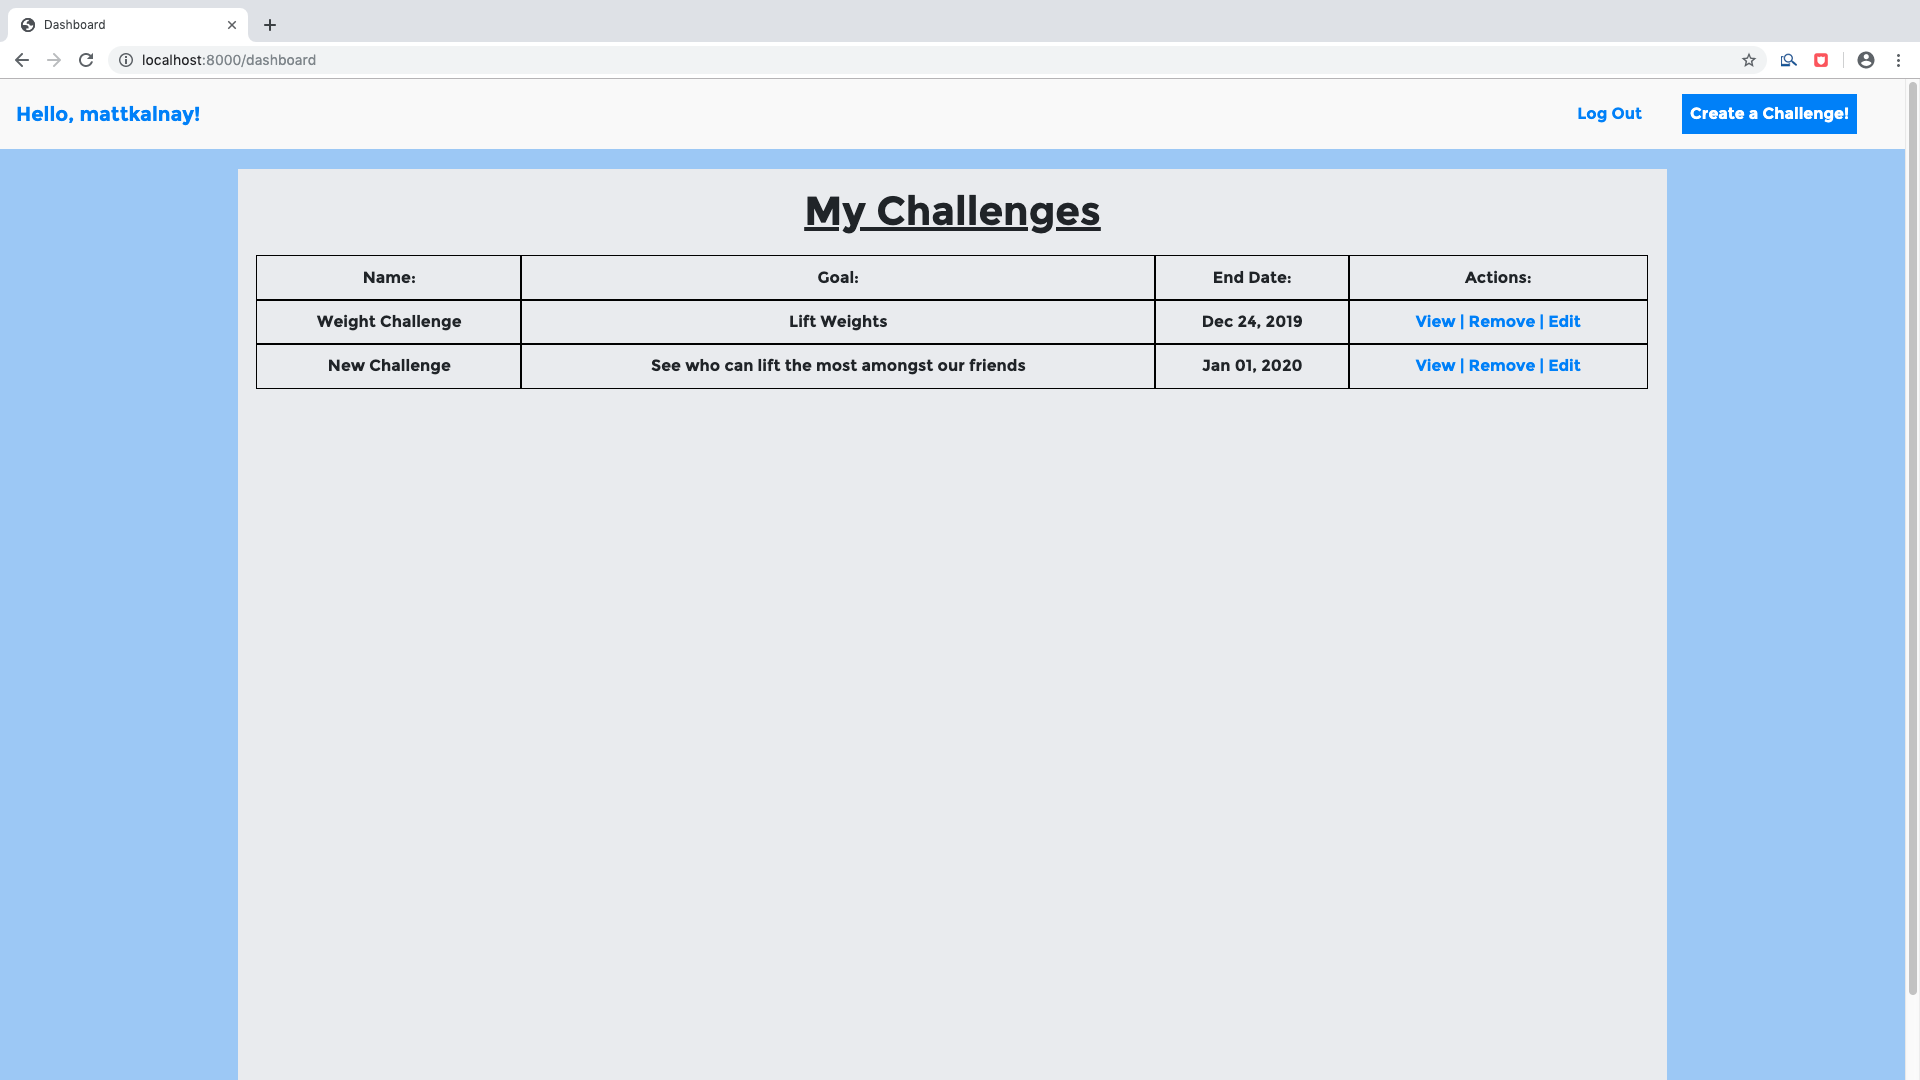 Dashboard
localhost:8000/dashboard
Hello, mattkalnay!
Log Out
Create a Challenge!
My Challenges
Name: Goal: End Date: Actions:
Weight Challenge Lift Weights Dec 24, 2019 View | Remove | Edit
New Challenge See who can lift the most amongst our friends Jan 01, 2020 View | Remove | Edit